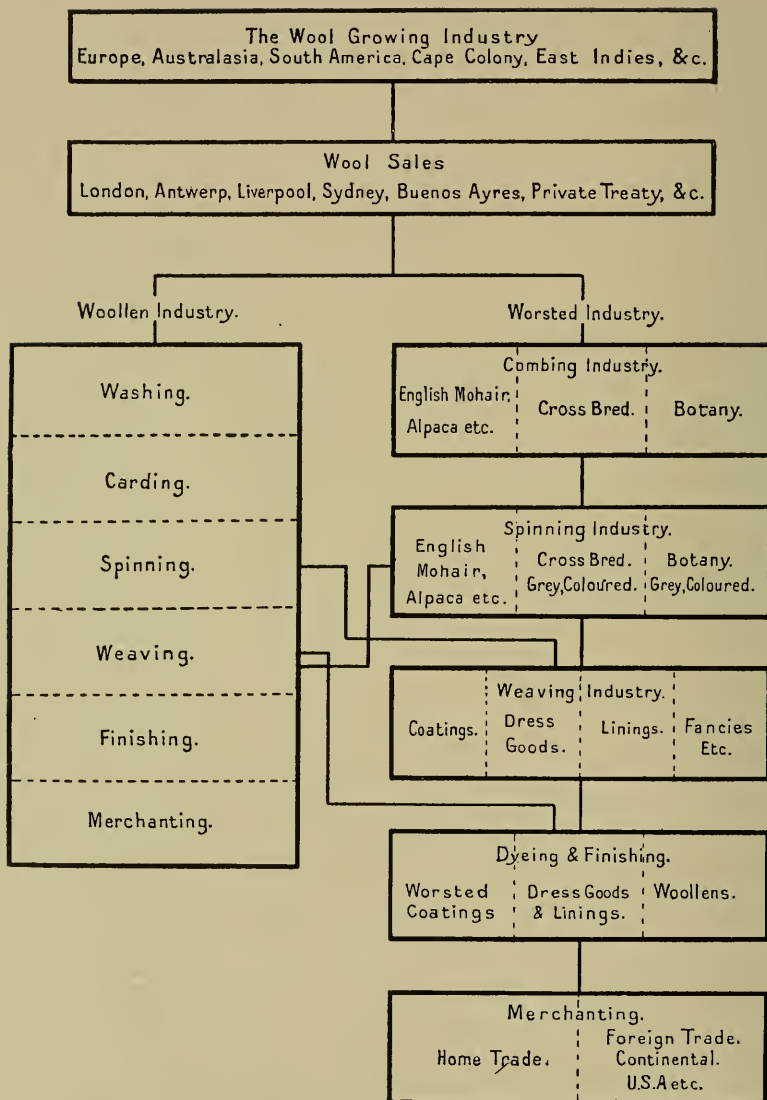 The Wool Growing Industry
Europe, Australasia, South America, Cape Colony, East Indies, &c.
Wool Sales
London, Antwerp, Liverpool, Sydney, Buenos Ayres, Private Treaty, &c.
Woollen Industry.
Washing.
Carding.
Spinning.
Weaving.
Finishing.
Merchanting.
Worsted Industry.
Combing Industry.
English Mohair,
Alpaca etc.
Cross Bred.
Botany.
Spinning Industry.
English
Mohair,
Alpaca etc.
Cross Bred.
Grey, Coloured.
Botany.
Grey, Coloured.
Weaving Industry.
Coatings.
Dress
Goods.
Linings.
Fancies
Etc.
Dyeing & Finishing.
Worsted
Coatings
Dress Goods
& Linings.
Woollens.
Merchanting.
Home Trade.
Foreign Trade.
Continental.
U.S.A etc.